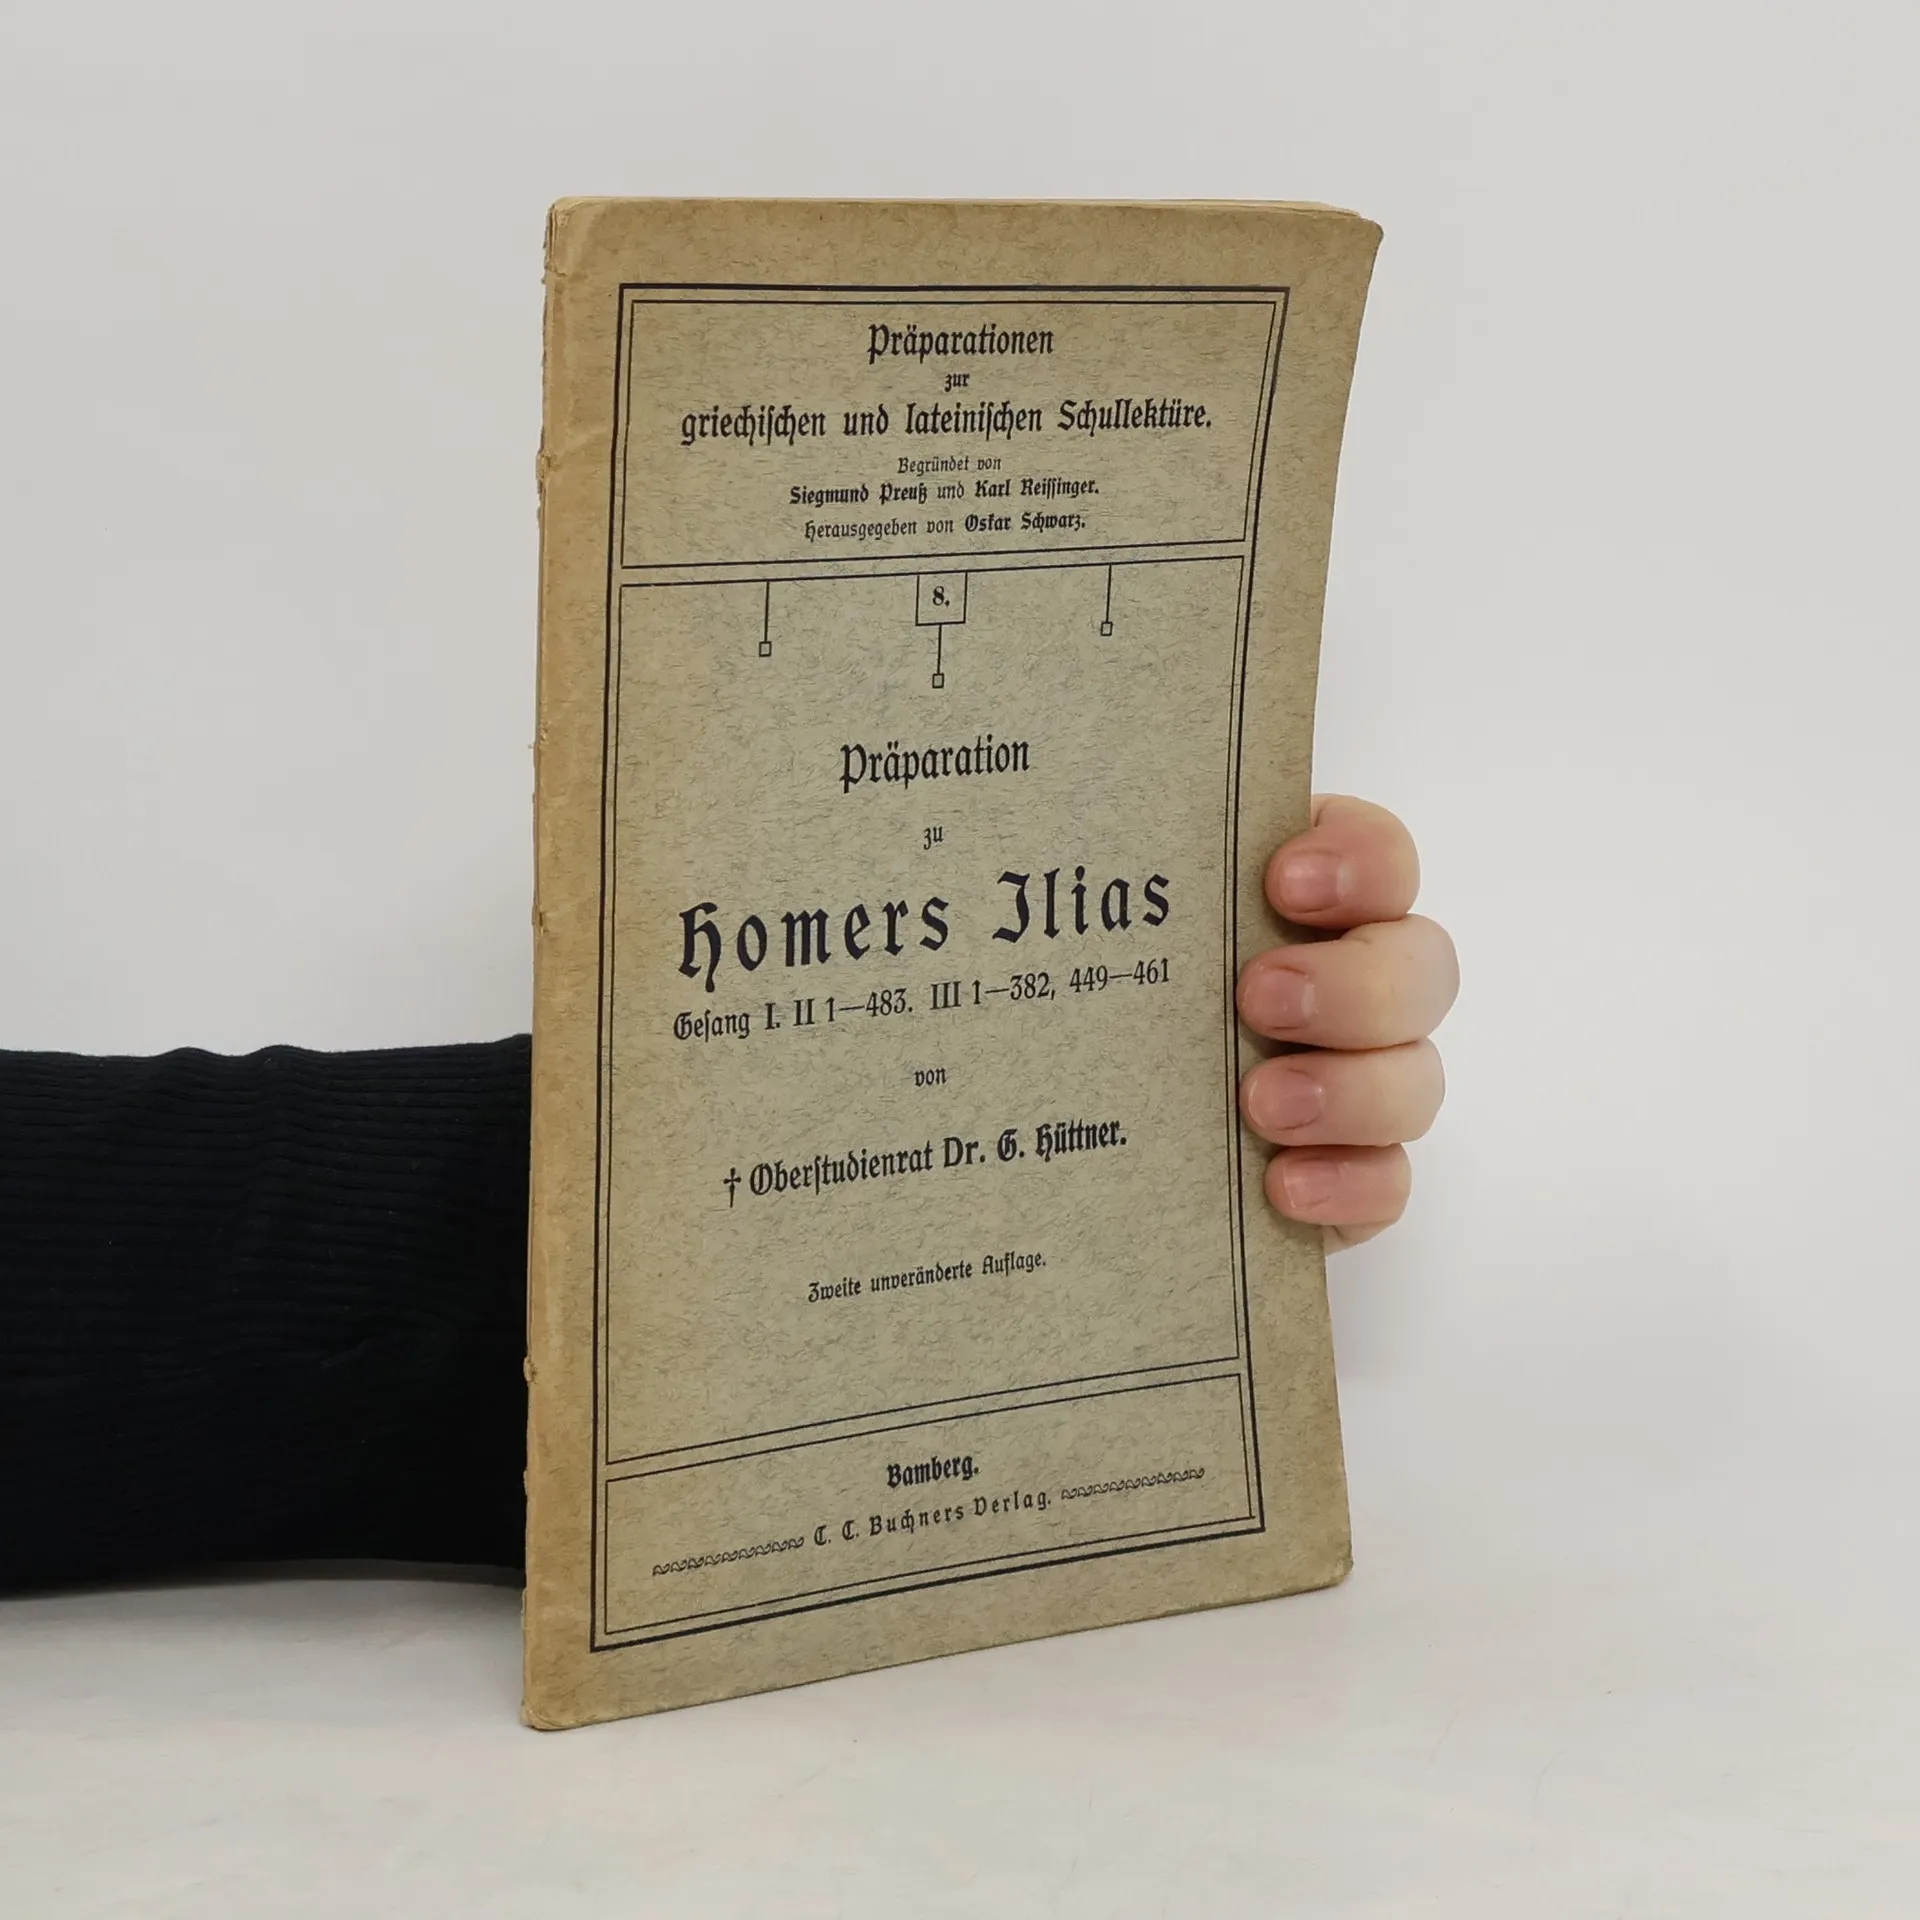 Präparationen
zur
griechiſchen und lateiniſchen Schullektüre.
Begründet von
Siegmund Preuß und Karl Reiſſinger.
Herausgegeben von Oskar Schwarz.
8.
Präparation
zu
Homers Ilias
Geſang I. II 1—483. III 1—382, 449—461
von
† Oberſtudienrat Dr. G. Hüttner.
Zweite unveränderte Auflage.
Bamberg.
C. C. Buchners Verlag.